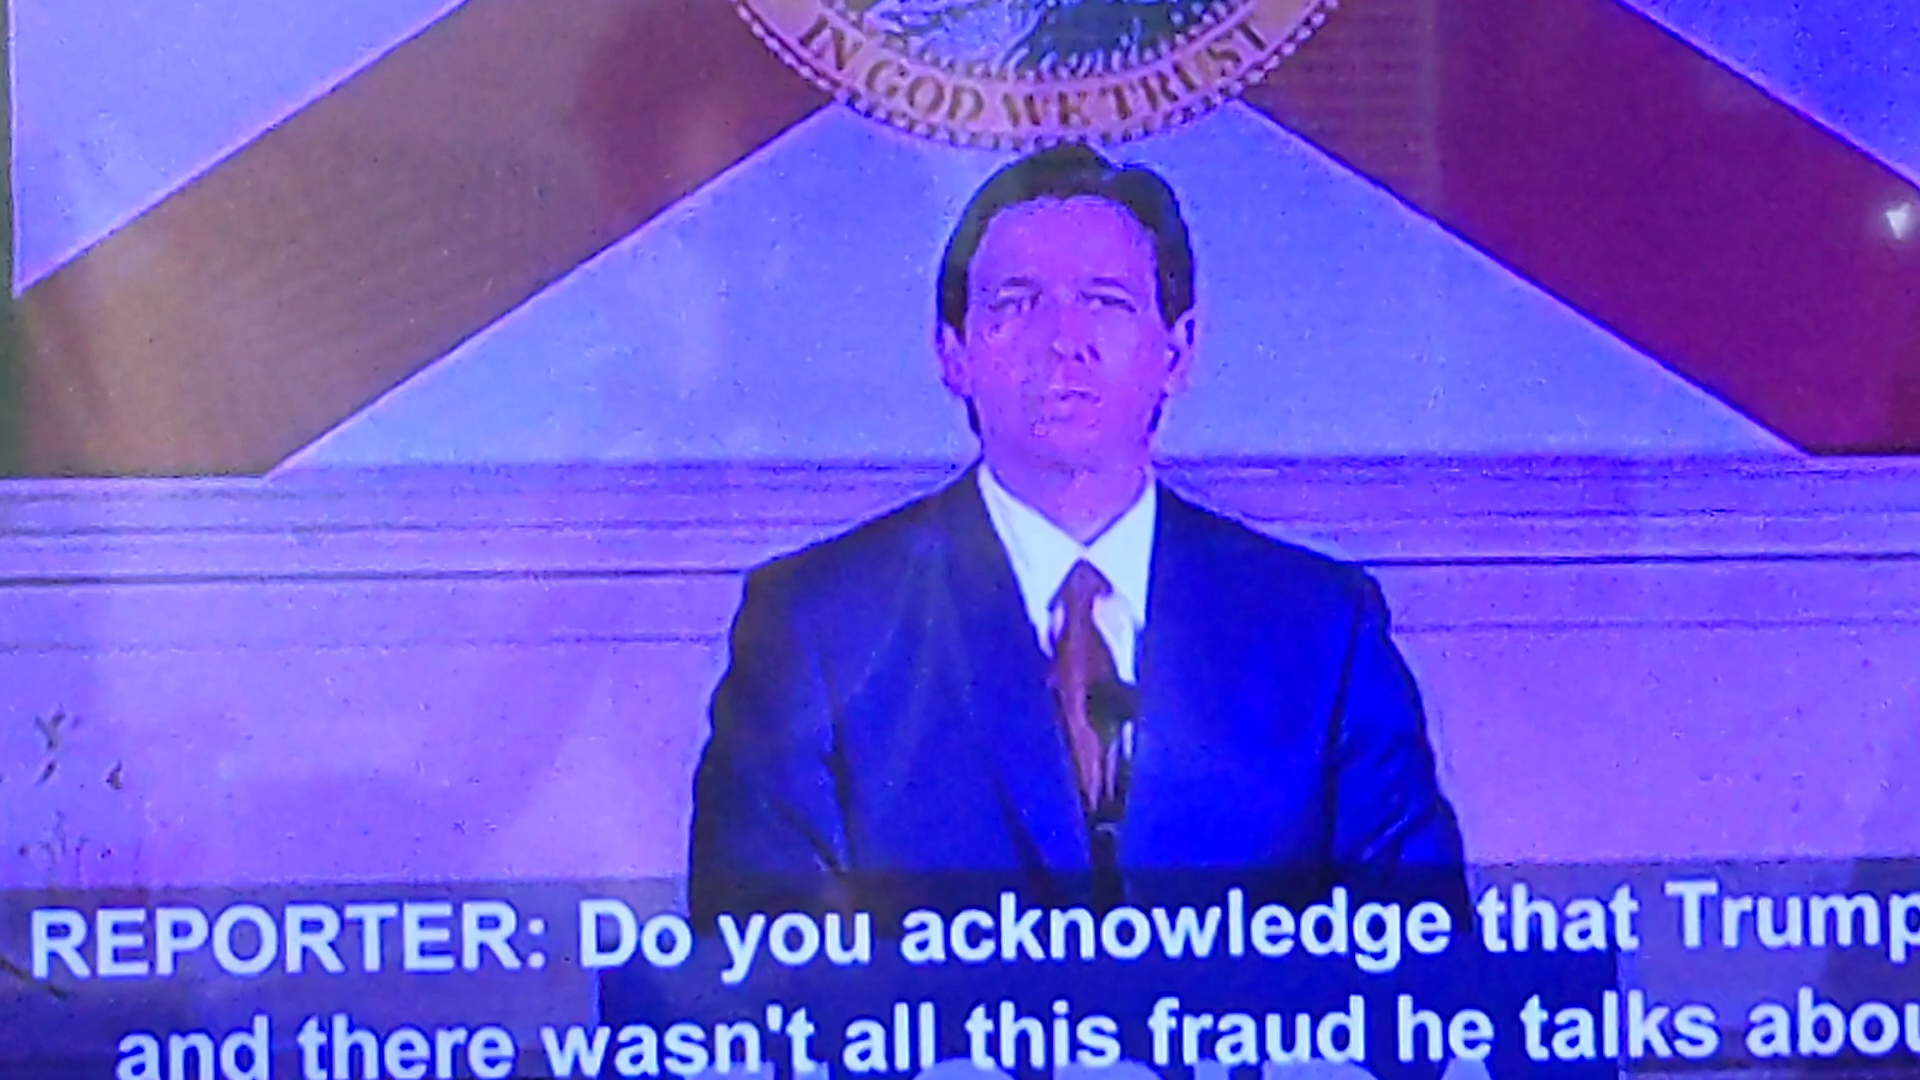 IN GOD WE TRUST
REPORTER: Do you acknowledge that Trump
and there wasn't all this fraud he talks abou